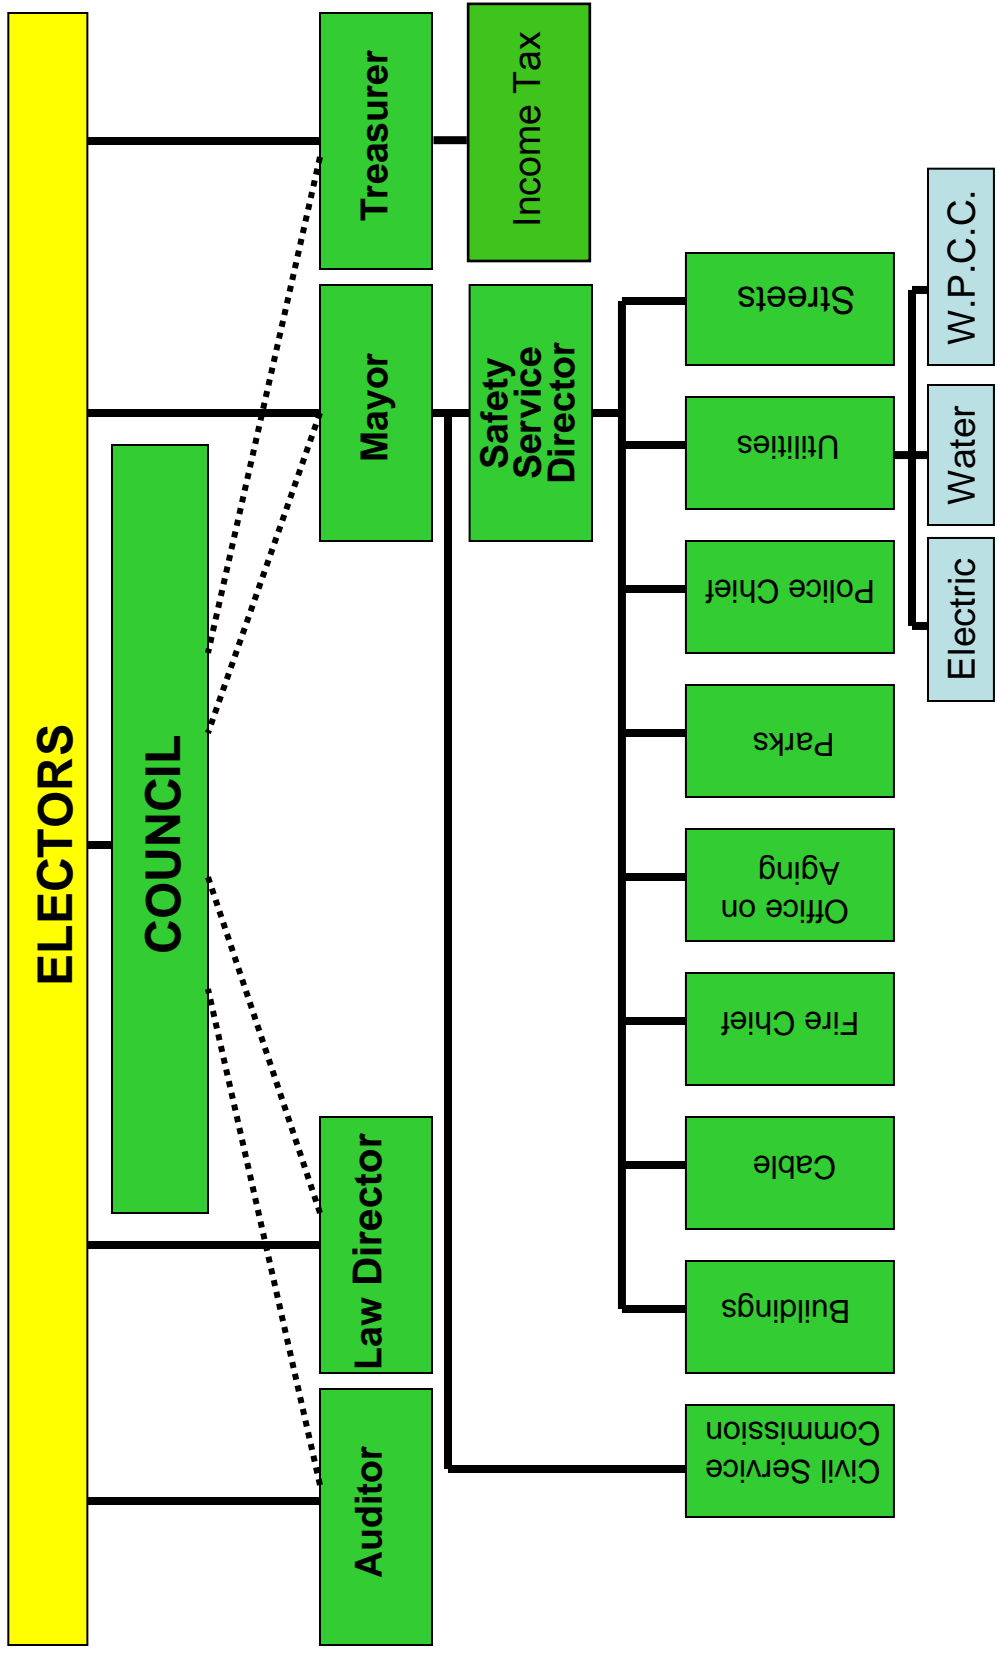 ELECTORS
COUNCIL
Auditor
Law Director
Mayor
Treasurer
Safety
Service
Director
Income Tax
Civil Service
Commission
Buildings
Cable
Fire Chief
Office on
Aging
Parks
Police Chief
Utilities
Streets
Electric
Water
W.P.C.C.